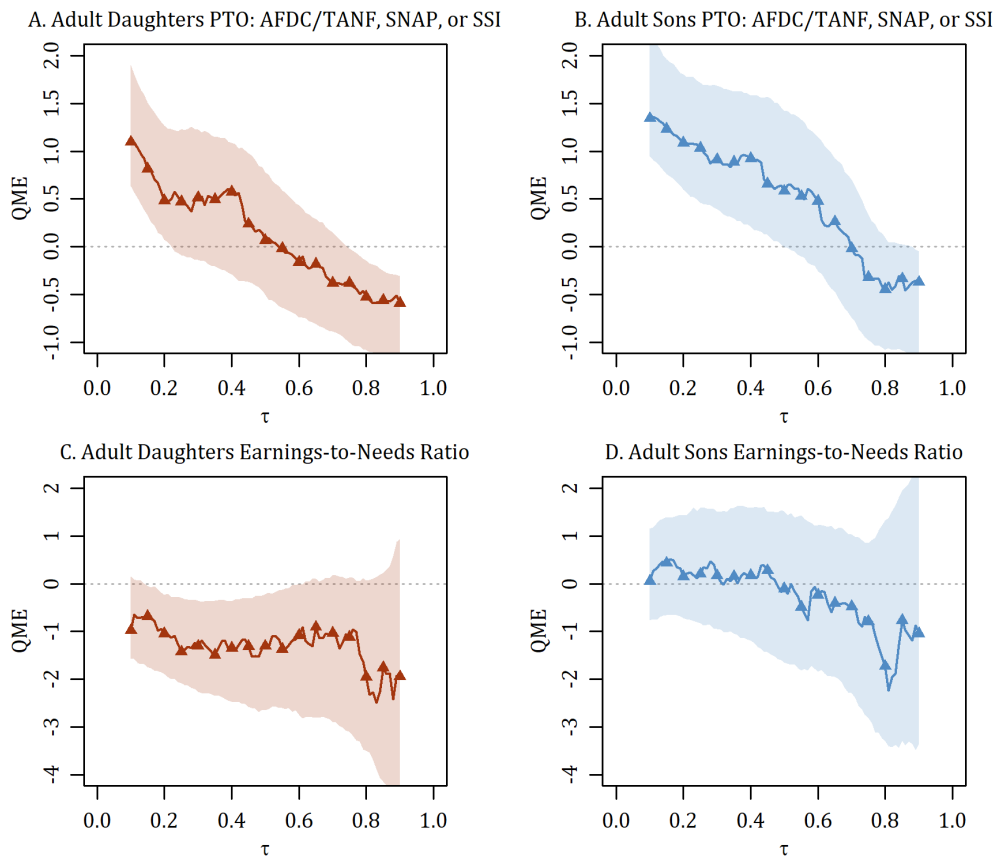 A. Adult Daughters PTO: AFDC/TANF, SNAP, or SSI
QME
2.0
1.5
1.0
0.5
0.0
-0.5
-1.0
0.0 0.2 0.4 0.6 0.8 1.0
τ
B. Adult Sons PTO: AFDC/TANF, SNAP, or SSI
QME
2.0
1.5
1.0
0.5
0.0
-0.5
-1.0
0.0 0.2 0.4 0.6 0.8 1.0
τ
C. Adult Daughters Earnings-to-Needs Ratio
QME
2
1
0
-1
-2
-3
-4
0.0 0.2 0.4 0.6 0.8 1.0
τ
D. Adult Sons Earnings-to-Needs Ratio
QME
2
1
0
-1
-2
-3
-4
0.0 0.2 0.4 0.6 0.8 1.0
τ